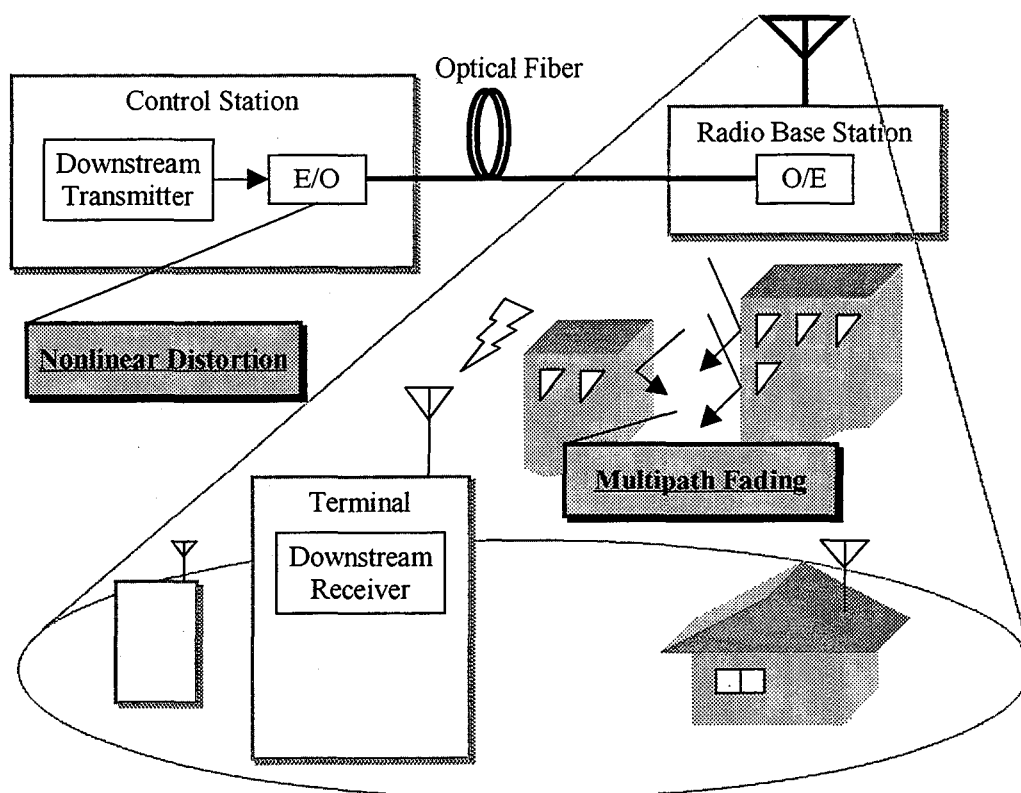 Optical Fiber
Control Station
Downstream
Transmitter
E/O
Radio Base Station
O/E
Nonlinear Distortion
Multipath Fading
Terminal
Downstream
Receiver